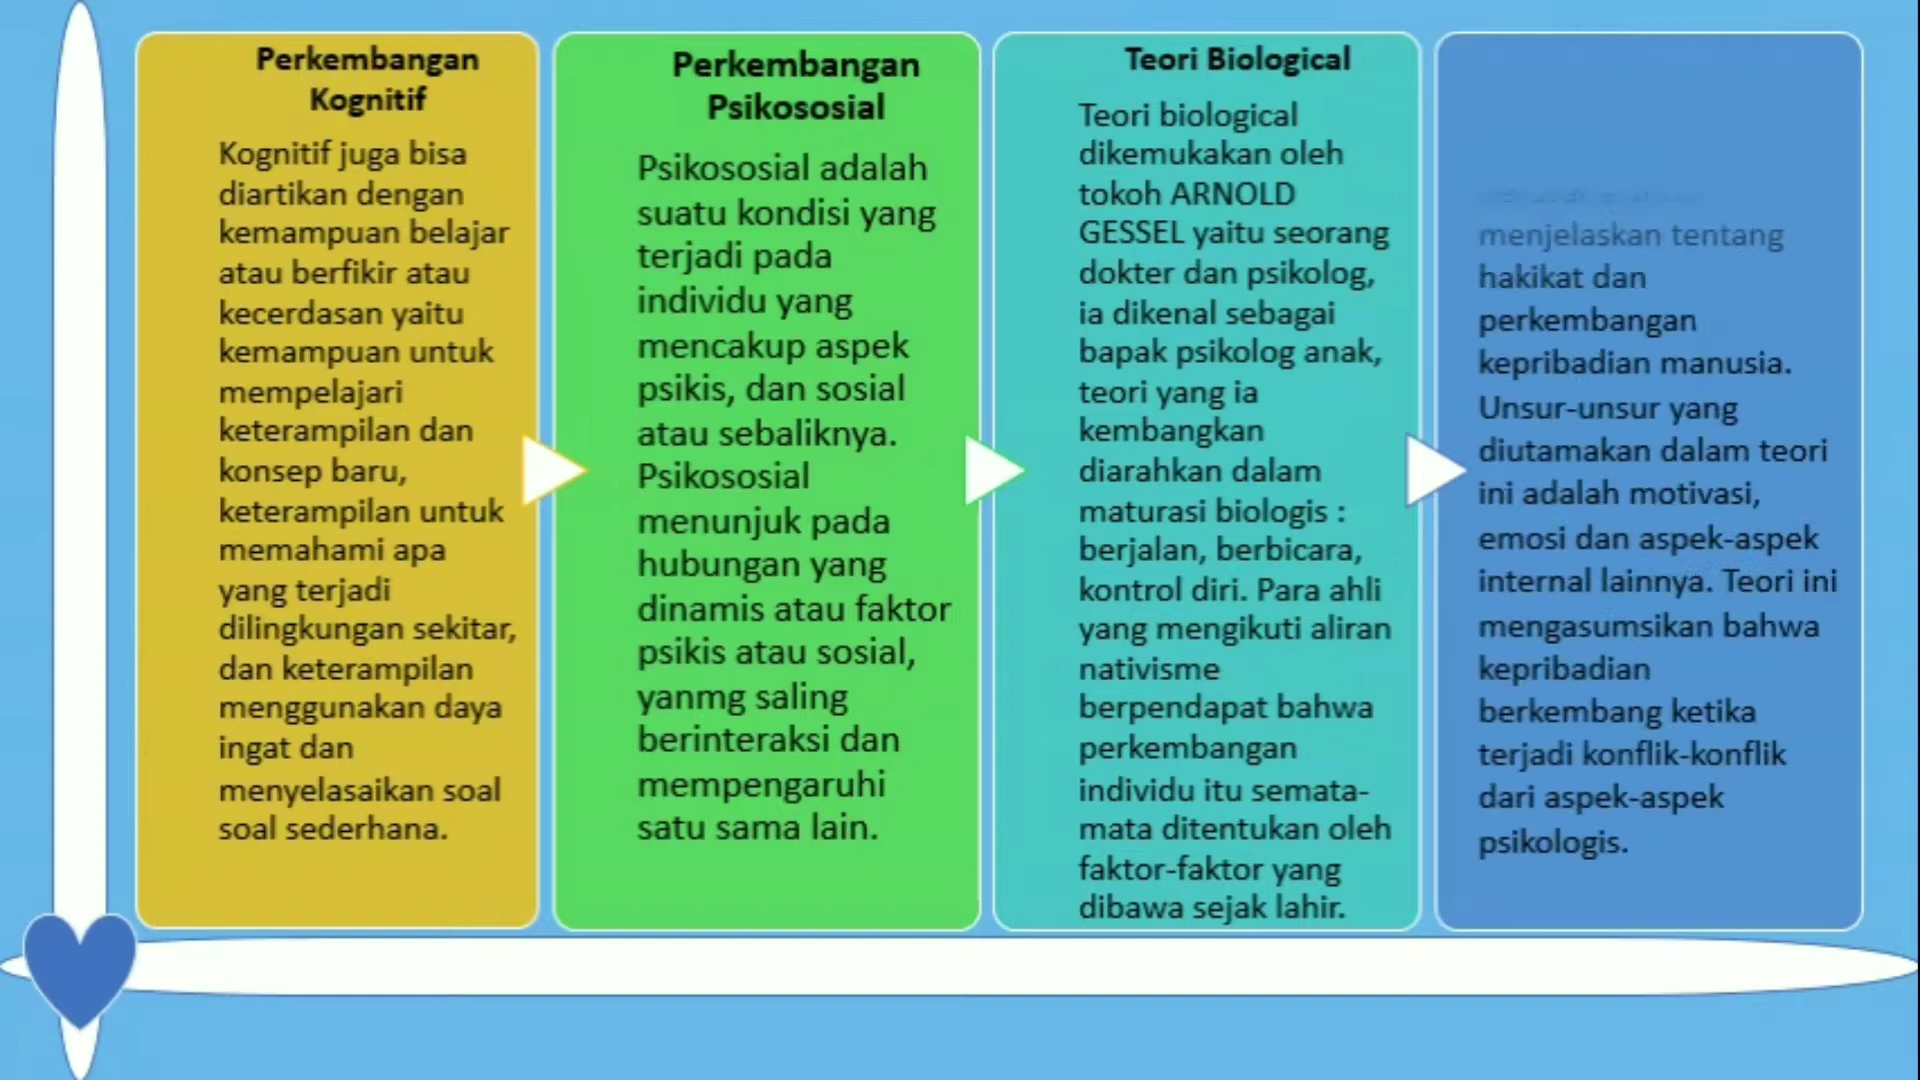 Perkembangan
Kognitif
Kognitif juga bisa
diartikan dengan
kemampuan belajar
atau berfikir atau
kecerdasan yaitu
kemampuan untuk
mempelajari
keterampilan dan
konsep baru,
keterampilan untuk
memahami apa
yang terjadi
dilingkungan sekitar,
dan keterampilan
menggunakan daya
ingat dan
menyelasaikan soal
soal sederhana.
Perkembangan
Psikososial
Psikososial adalah
suatu kondisi yang
terjadi pada
individu yang
mencakup aspek
psikis, dan sosial
atau sebaliknya.
Psikososial
menunjuk pada
hubungan yang
dinamis atau faktor
psikis atau sosial,
yanmg saling
berinteraksi dan
mempengaruhi
satu sama lain.
Teori Biological
Teori biological
dikemukakan oleh
tokoh ARNOLD
GESSEL yaitu seorang
dokter dan psikolog,
ia dikenal sebagai
bapak psikolog anak,
teori yang ia
kembangkan
diarahkan dalam
maturasi biologis :
berjalan, berbicara,
kontrol diri. Para ahli
yang mengikuti aliran
nativisme
berpendapat bahwa
perkembangan
individu itu semata-
mata ditentukan oleh
faktor-faktor yang
dibawa sejak lahir.
menjelaskan tentang
hakikat dan
perkembangan
kepribadian manusia.
Unsur-unsur yang
diutamakan dalam teori
ini adalah motivasi,
emosi dan aspek-aspek
internal lainnya. Teori ini
mengasumsikan bahwa
kepribadian
berkembang ketika
terjadi konflik-konflik
dari aspek-aspek
psikologis.